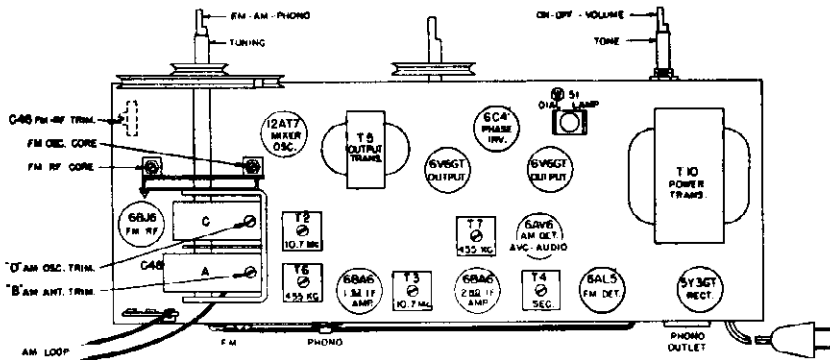 FM-AM-PHONO
TUNING
ON-OFF-VOLUME
TONE
C46 FM-RF TRIM.
FM OSC. CORE
FM RF CORE
12AT7
MIXER
OSC.
T5
OUTPUT
TRANS.
6C4
PHASE
INV.
S1
DIAL LAMP
6V6GT
OUTPUT
6V6GT
OUTPUT
T10
POWER
TRANS.
6BJ6
FM RF
C
T2
10.7 MC
T7
455 KC
6AV6
AM DET.
AVC-AUDIO
"D" AM OSC. TRIM.
C48
"B" AM ANT. TRIM.
A
T6
455 KC
6BA6
1ST IF
AMP
T3
10.7 MC
6BA6
2ND IF
AMP
T4
SEC.
6AL5
FM DET.
5Y3GT
RECT.
AM LOOP
FM
PHONO
PHONO
OUTLET